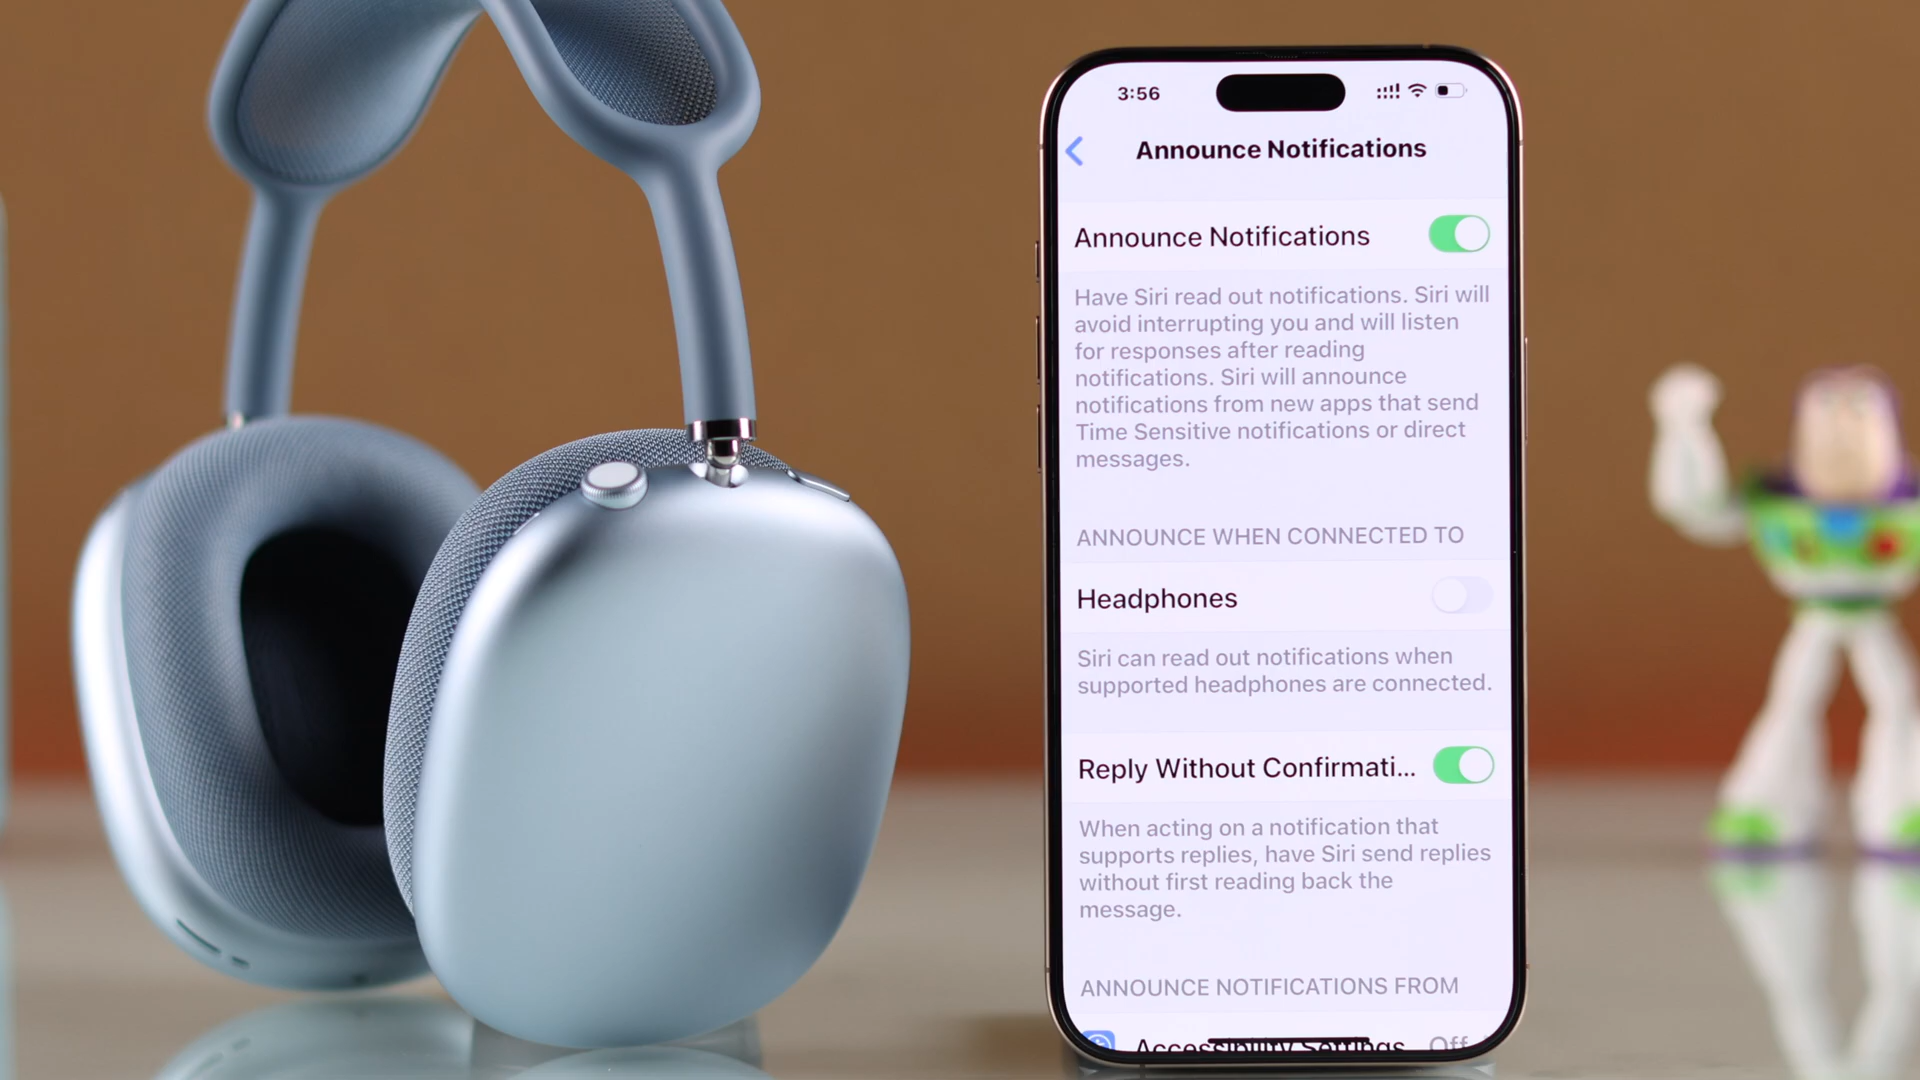 3:56
Announce Notifications
Announce Notifications
Have Siri read out notifications. Siri will
avoid interrupting you and will listen
for responses after reading
notifications. Siri will announce
notifications from new apps that send
Time Sensitive notifications or direct
messages.
ANNOUNCE WHEN CONNECTED TO
Headphones
Siri can read out notifications when
supported headphones are connected.
Reply Without Confirmati...
When acting on a notification that
supports replies, have Siri send replies
without first reading back the
message.
ANNOUNCE NOTIFICATIONS FROM
Accessibility Settings Off